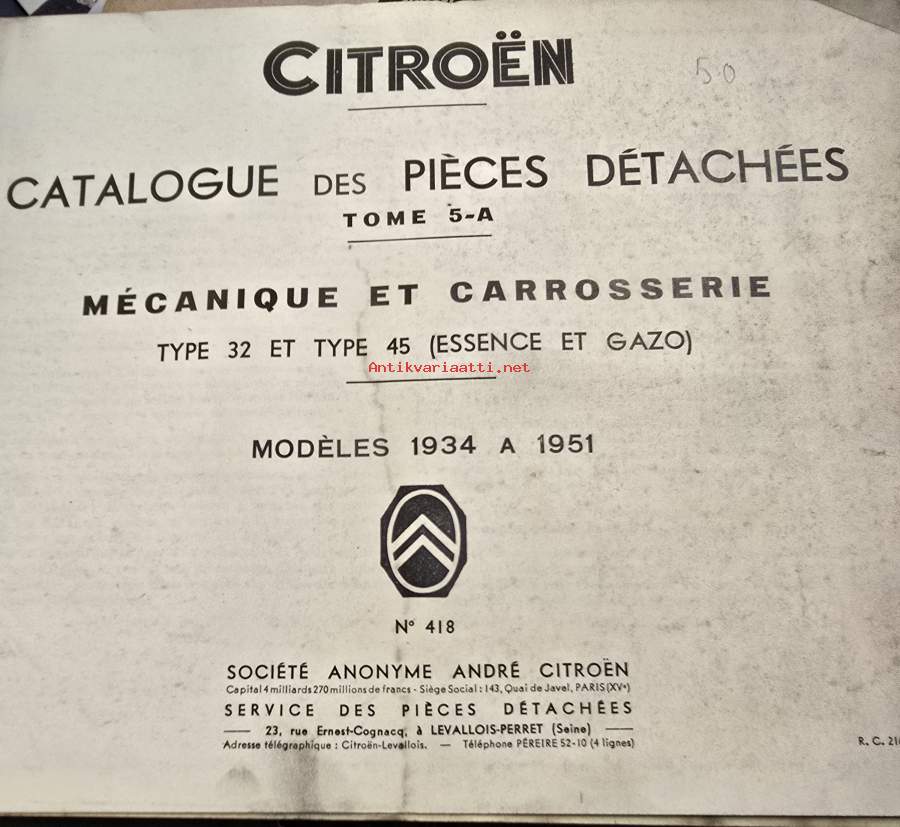 CITROËN
50
CATALOGUE DES PIÈCES DÉTACHÉES
TOME 5-A
MÉCANIQUE ET CARROSSERIE
TYPE 32 ET TYPE 45 (ESSENCE ET GAZO)
Antikvariaatti.net
MODÈLES 1934 A 1951
N° 418
SOCIÉTÉ ANONYME ANDRÉ CITROËN
Capital 4 milliards 270 millions de francs - Siège Social : 143, Quai de Javel, PARIS (XVᵉ)
SERVICE DES PIÈCES DÉTACHÉES
23, rue Ernest-Cognacq, à LEVALLOIS-PERRET (Seine)
Adresse télégraphique : Citroën-Levallois. — Téléphone PÉREIRE 52-10 (4 lignes)
R. C.